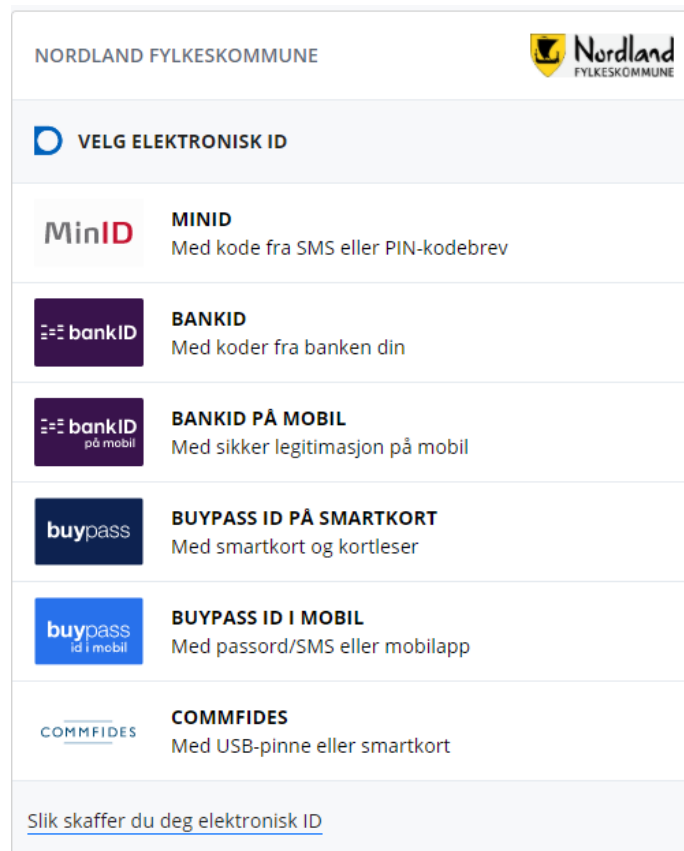 NORDLAND FYLKESKOMMUNE
Nordland
FYLKESKOMMUNE
VELG ELEKTRONISK ID
MinID
MINID
Med kode fra SMS eller PIN-kodebrev
bankID
BANKID
Med koder fra banken din
bankID
på mobil
BANKID PÅ MOBIL
Med sikker legitimasjon på mobil
buypass
BUYPASS ID PÅ SMARTKORT
Med smartkort og kortleser
buypass
id i mobil
BUYPASS ID I MOBIL
Med passord/SMS eller mobilapp
COMMFIDES
COMMFIDES
Med USB-pinne eller smartkort
Slik skaffer du deg elektronisk ID